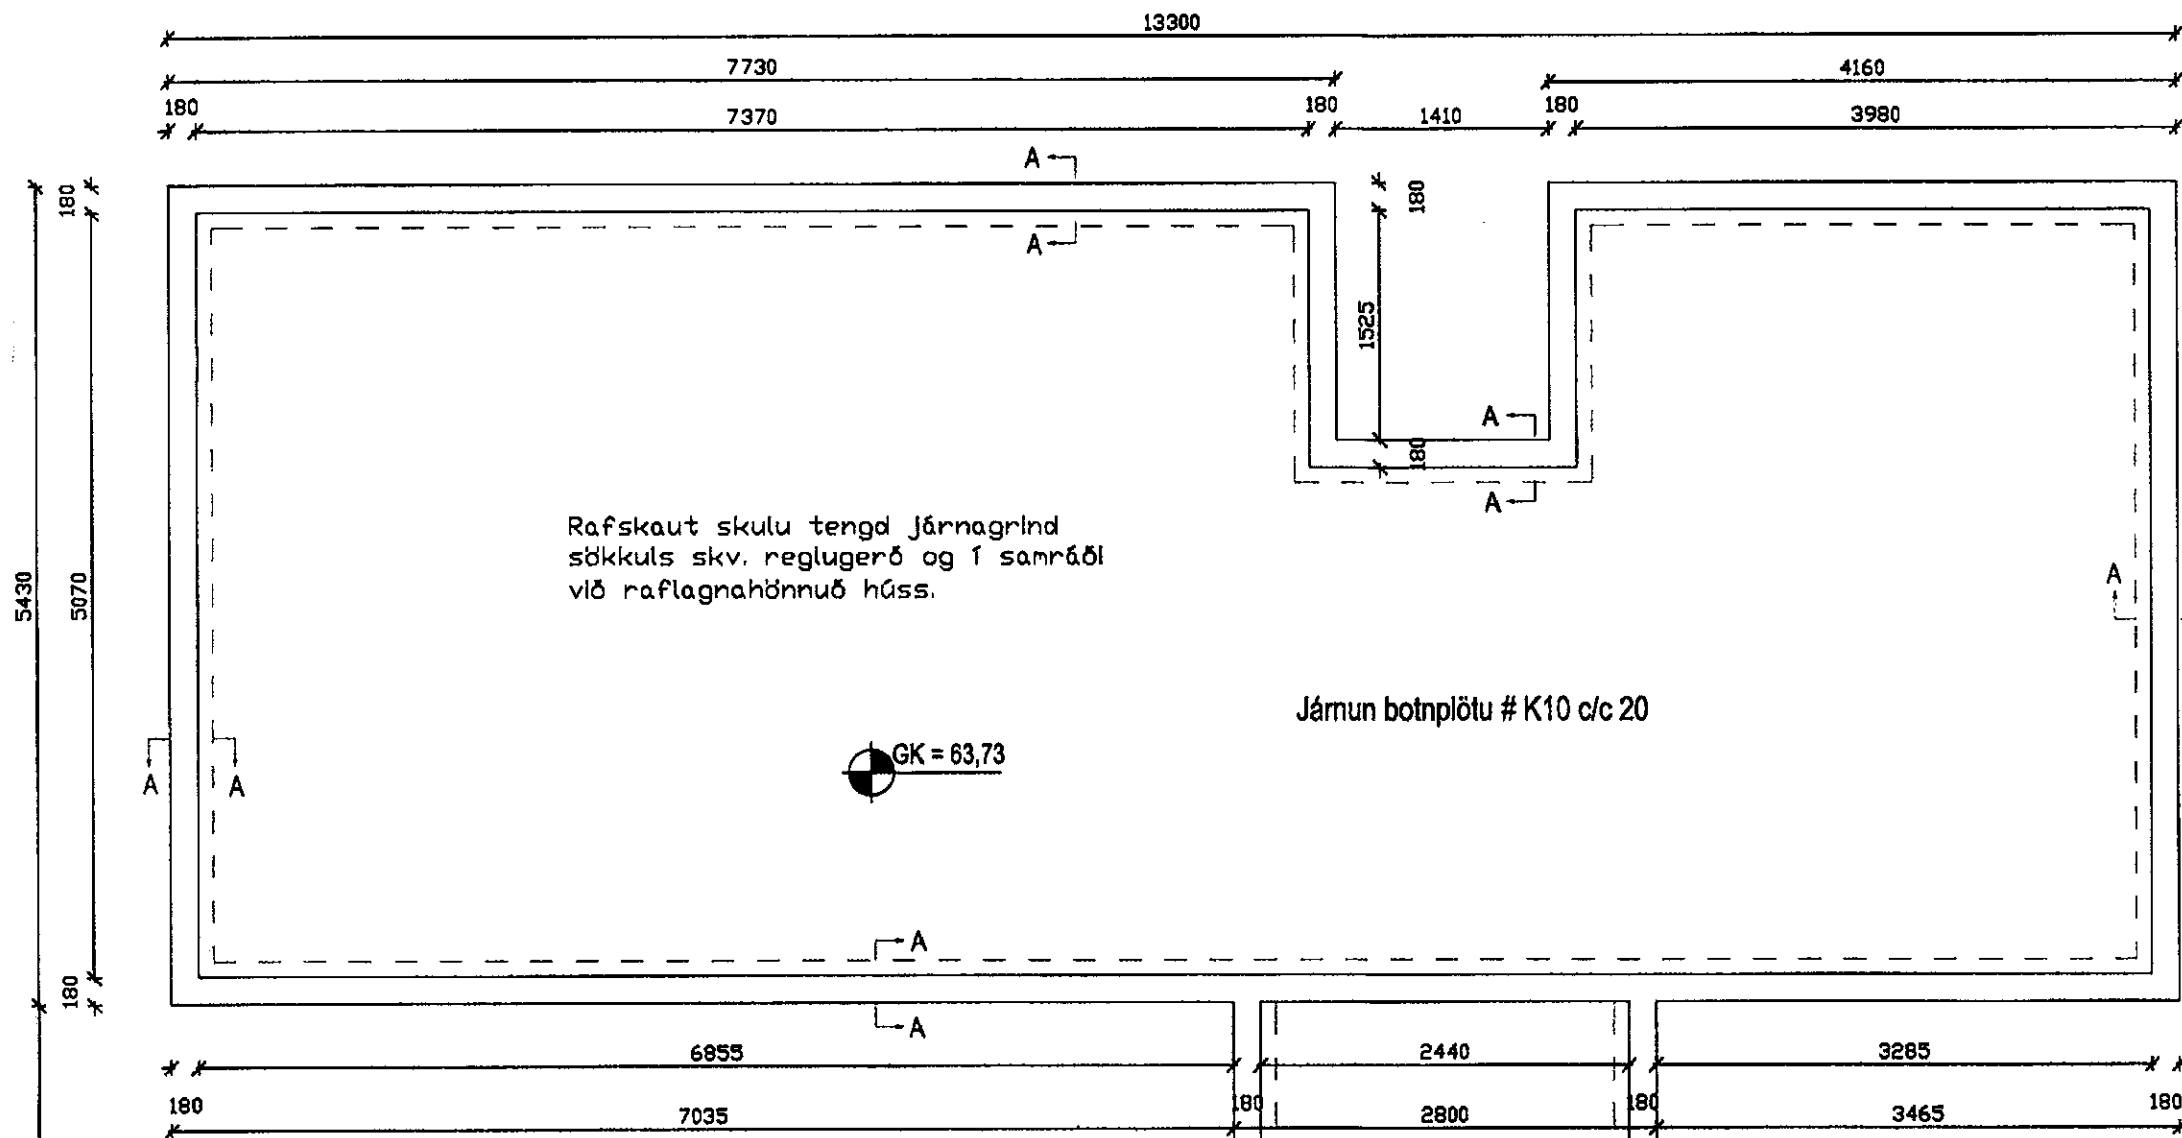 13300
7730
4160
180
7370
180
1410
180
3980
A
A
180
180
1525
A
180
A
Rafskaut skulu tengd járnagrind
sökkuls skv. reglugerð og í samráði
við raflagnahönnuð húss.
5430
5070
A
Járnun botnplötu # K10 c/c 20
GK = 63,73
A
A
A
180
A
6855
2440
3285
180
7035
180
2800
180
3465
180